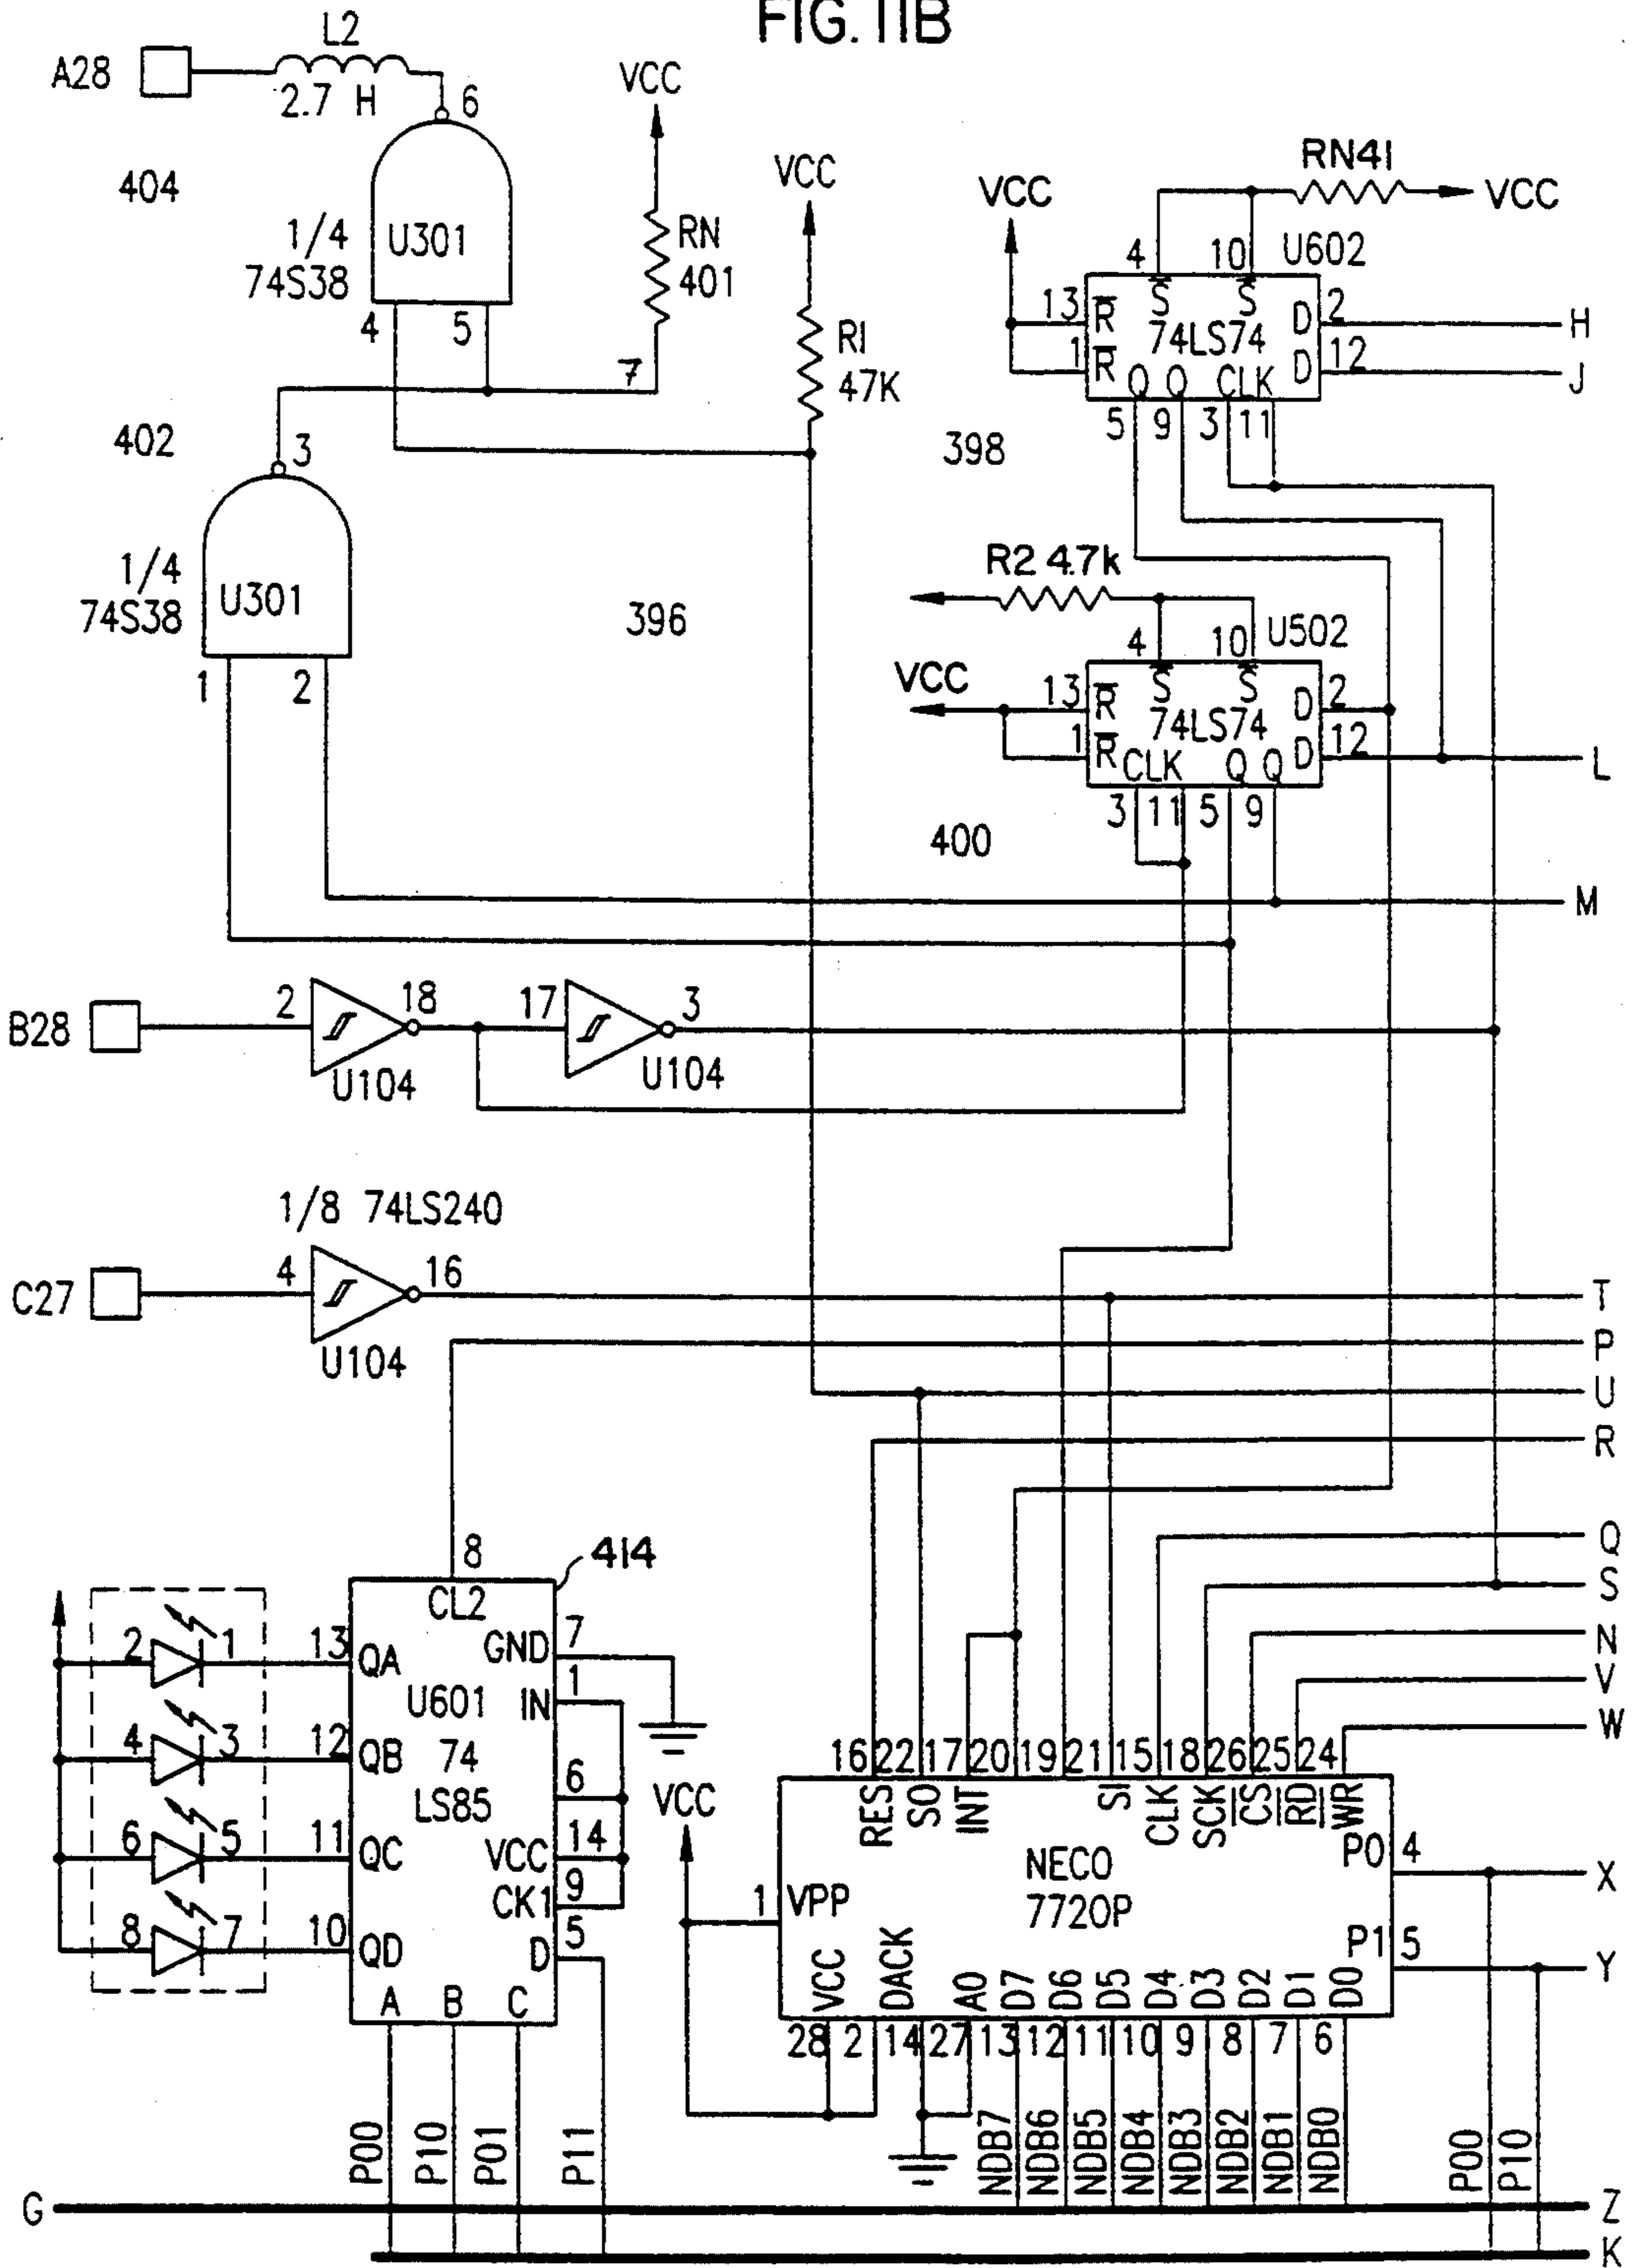 FIG. 11B
L2
A28
2.7 H
6
VCC
404
1/4
74S38
U301
4
5
RN
401
7
VCC
R1
47K
RN41
VCC
VCC
4
10
U602
13
R
S
S
D
2
H
74LS74
1
R
Q
Q
CLK
D
12
J
5
9
3
11
398
402
3
1/4
74S38
U301
1
2
396
R2 4.7k
4
10
U502
VCC
13
R
S
S
D
2
74LS74
1
R
CLK
Q
Q
D
12
L
3
11
5
9
400
M
B28
2
18
17
3
U104
U104
1/8 74LS240
C27
4
16
U104
T
P
U
R
Q
S
N
V
W
8
414
CL2
2
1
13
QA
GND
7
U601
IN
1
4
3
12
QB
74
6
LS85
6
5
11
QC
VCC
14
CK1
9
8
7
10
QD
D
5
A
B
C
VCC
16
22
17
20
19
21
15
18
26
25
24
RES
SO
INT
SI
CLK
SCK
CS
RD
WR
P0
4
X
NECO
7720P
1
VPP
P1
5
Y
VCC
DACK
A0
D7
D6
D5
D4
D3
D2
D1
D0
28
2
14
27
13
12
11
10
9
8
7
6
P00
P10
P01
P11
NDB7
NDB6
NDB5
NDB4
NDB3
NDB2
NDB1
NDB0
P00
P10
G
Z
K